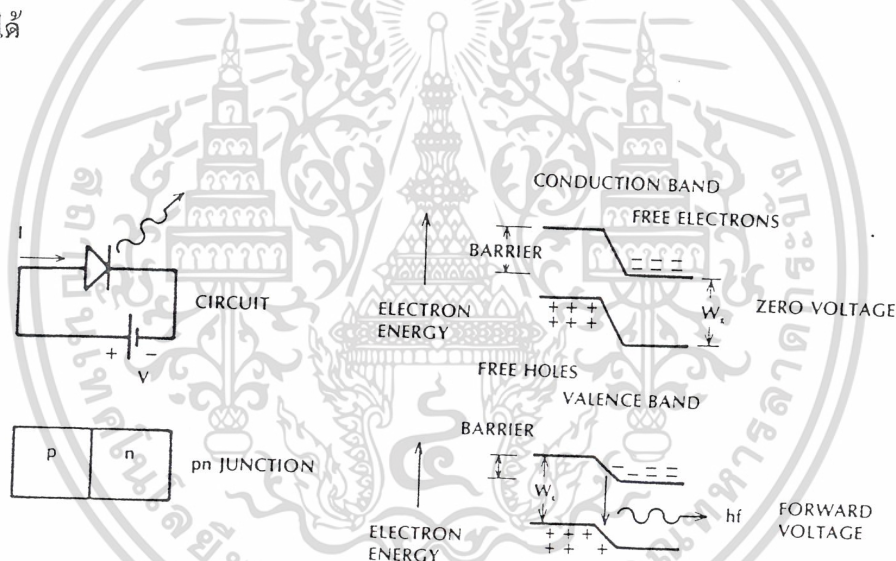 ได้
CONDUCTION BAND
FREE ELECTRONS
I
BARRIER
CIRCUIT
ELECTRON
ENERGY
W
ZERO VOLTAGE
+ -
V
+ + +
+ + +
FREE HOLES
VALENCE BAND
BARRIER
p n
pn JUNCTION
W
hf
FORWARD
VOLTAGE
ELECTRON
ENERGY
+ + +
+ + +